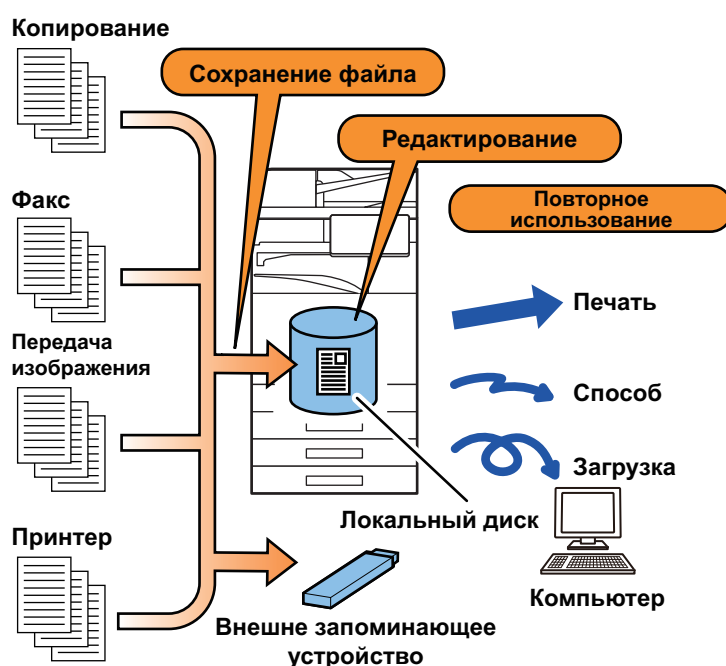 Копирование
Сохранение файла
Редактирование
Факс
Повторное
использование
Печать
Передача
изображения
Способ
Загрузка
Локальный диск
Принтер
Компьютер
Внешне запоминающее
устройство